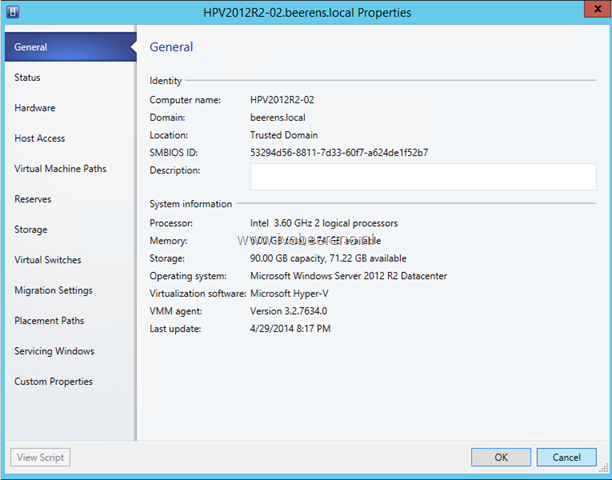 HPV2012R2-02.beerens.local Properties
x
General
Status
Hardware
Host Access
Virtual Machine Paths
Reserves
Storage
Virtual Switches
Migration Settings
Placement Paths
Servicing Windows
Custom Properties
General
Identity
Computer name: HPV2012R2-02
Domain: beerens.local
Location: Trusted Domain
SMBIOS ID: 53294d56-8811-7d33-60f7-a624de1f52b7
Description:
System information
Processor: Intel 3.60 GHz 2 logical processors
Memory: GB available
www.ivobeerens.nl
Storage: 90.00 GB capacity, 71.22 GB available
Operating system: Microsoft Windows Server 2012 R2 Datacenter
Virtualization software: Microsoft Hyper-V
VMM agent: Version 3.2.7634.0
Last update: 4/29/2014 8:17 PM
View Script
OK
Cancel